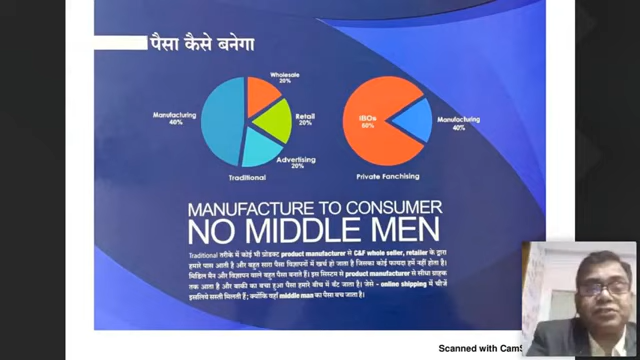 पैसा कैसे बनेगा
Wholesale
20%
Manufacturing
40%
Retail
20%
Advertising
20%
Traditional
IBOs
60%
Manufacturing
40%
Private Fanchising
MANUFACTURE TO CONSUMER
NO MIDDLE MEN
Traditional तरीके में कोई भी प्रोडक्ट product manufacturer से C&F whole seller, retailer के द्वारा
हमारे पास आती है और बहुत सारा पैसा विज्ञापनों में खर्च हो जाता है जिसका कोई फायदा हमें नहीं होता है।
मिडिल मैन और विज्ञापन वाले बहुत पैसा बनाते हैं। इस सिस्टम से product manufacturer से सीधा ग्राहक
तक आता है और बाकी का बचा हुआ पैसा हमारे बीच में बँट जाता है। जैसे - online shipping में चीजें
इसलिये सस्ती मिलती हैं; क्योंकि यहाँ middle man का पैसा बच जाता है।
Scanned with CamS